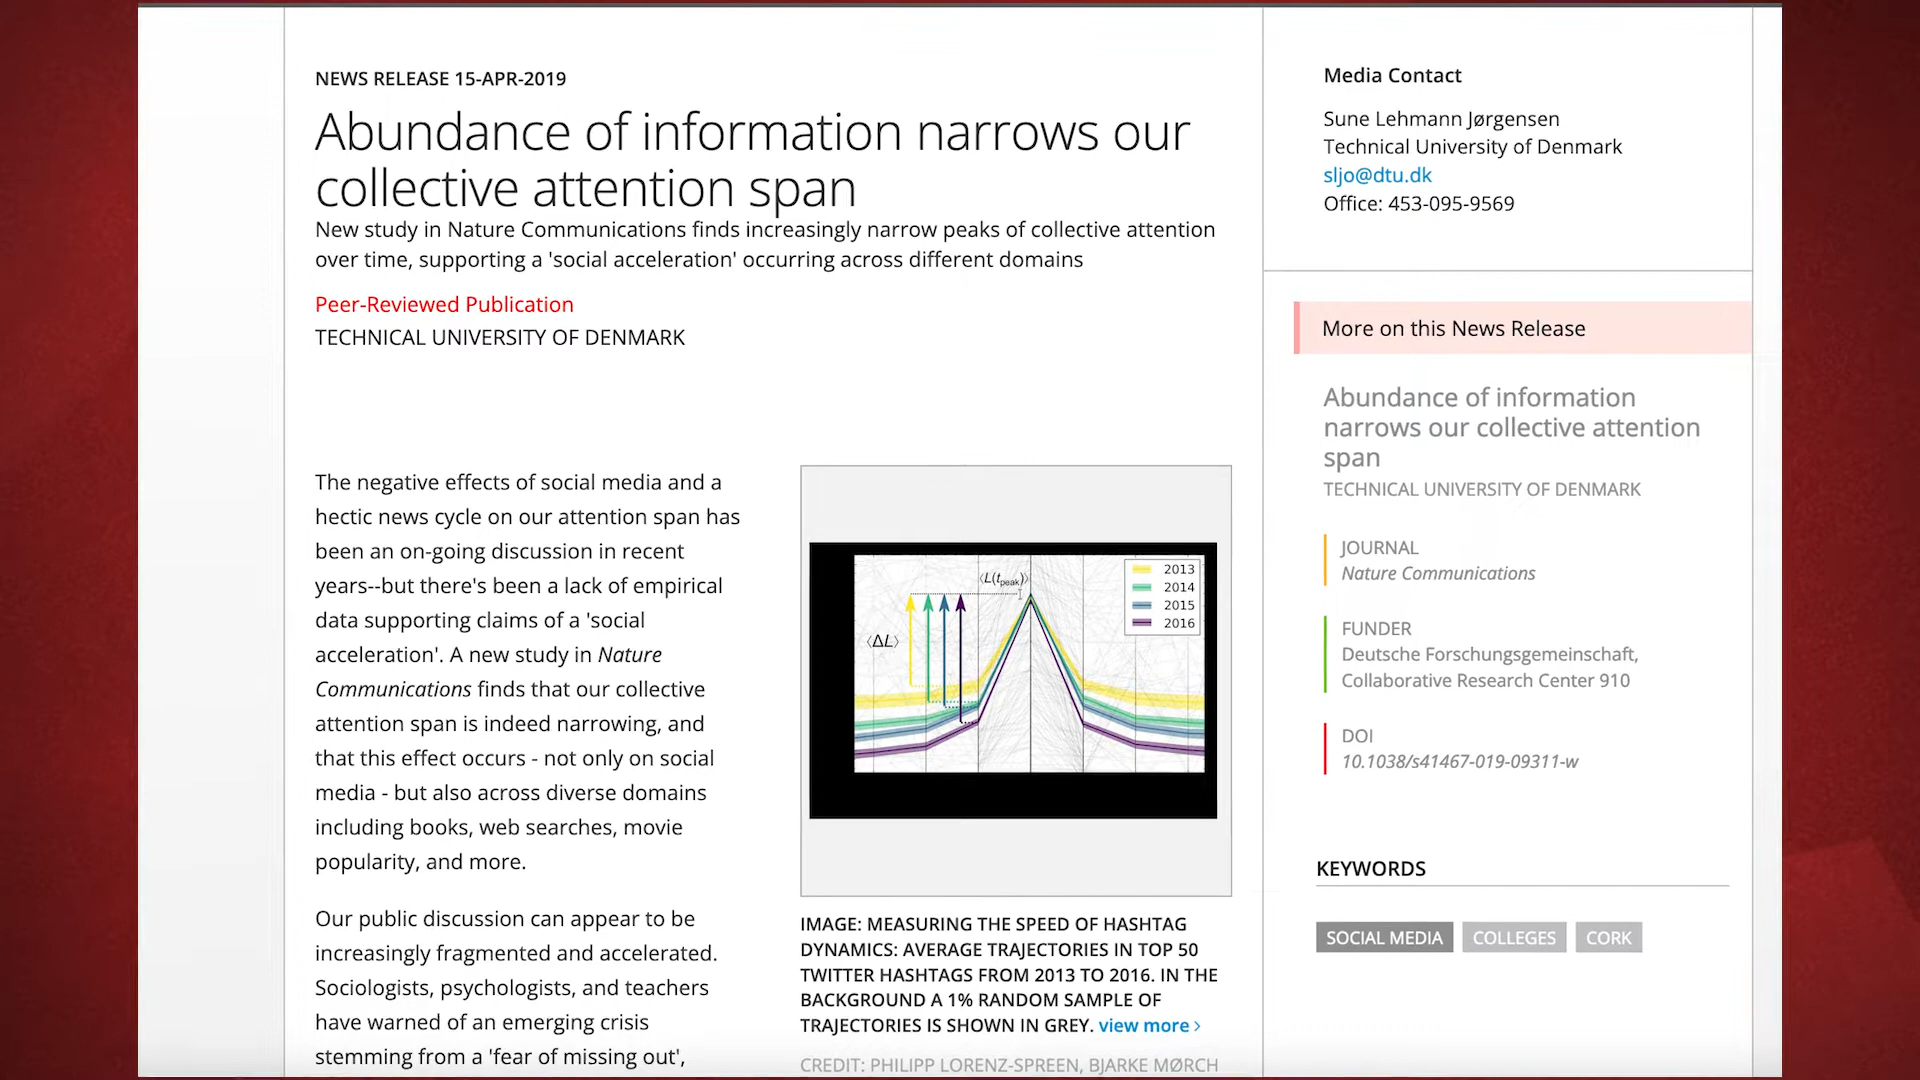 NEWS RELEASE 15-APR-2019
Abundance of information narrows our
collective attention span
New study in Nature Communications finds increasingly narrow peaks of collective attention
over time, supporting a 'social acceleration' occurring across different domains
Peer-Reviewed Publication
TECHNICAL UNIVERSITY OF DENMARK
The negative effects of social media and a
hectic news cycle on our attention span has
been an on-going discussion in recent
years--but there's been a lack of empirical
data supporting claims of a 'social
acceleration'. A new study in Nature
Communications finds that our collective
attention span is indeed narrowing, and
that this effect occurs - not only on social
media - but also across diverse domains
including books, web searches, movie
popularity, and more.
Our public discussion can appear to be
increasingly fragmented and accelerated.
Sociologists, psychologists, and teachers
have warned of an emerging crisis
stemming from a 'fear of missing out',
⟨L(tpeak)⟩
⟨ΔL⟩
2013
2014
2015
2016
IMAGE: MEASURING THE SPEED OF HASHTAG
DYNAMICS: AVERAGE TRAJECTORIES IN TOP 50
TWITTER HASHTAGS FROM 2013 TO 2016. IN THE
BACKGROUND A 1% RANDOM SAMPLE OF
TRAJECTORIES IS SHOWN IN GREY. view more >
CREDIT: PHILIPP LORENZ-SPREEN, BJARKE MØRCH
Media Contact
Sune Lehmann Jørgensen
Technical University of Denmark
sljo@dtu.dk
Office: 453-095-9569
More on this News Release
Abundance of information
narrows our collective attention
span
TECHNICAL UNIVERSITY OF DENMARK
JOURNAL
Nature Communications
FUNDER
Deutsche Forschungsgemeinschaft,
Collaborative Research Center 910
DOI
10.1038/s41467-019-09311-w
KEYWORDS
SOCIAL MEDIA COLLEGES CORK